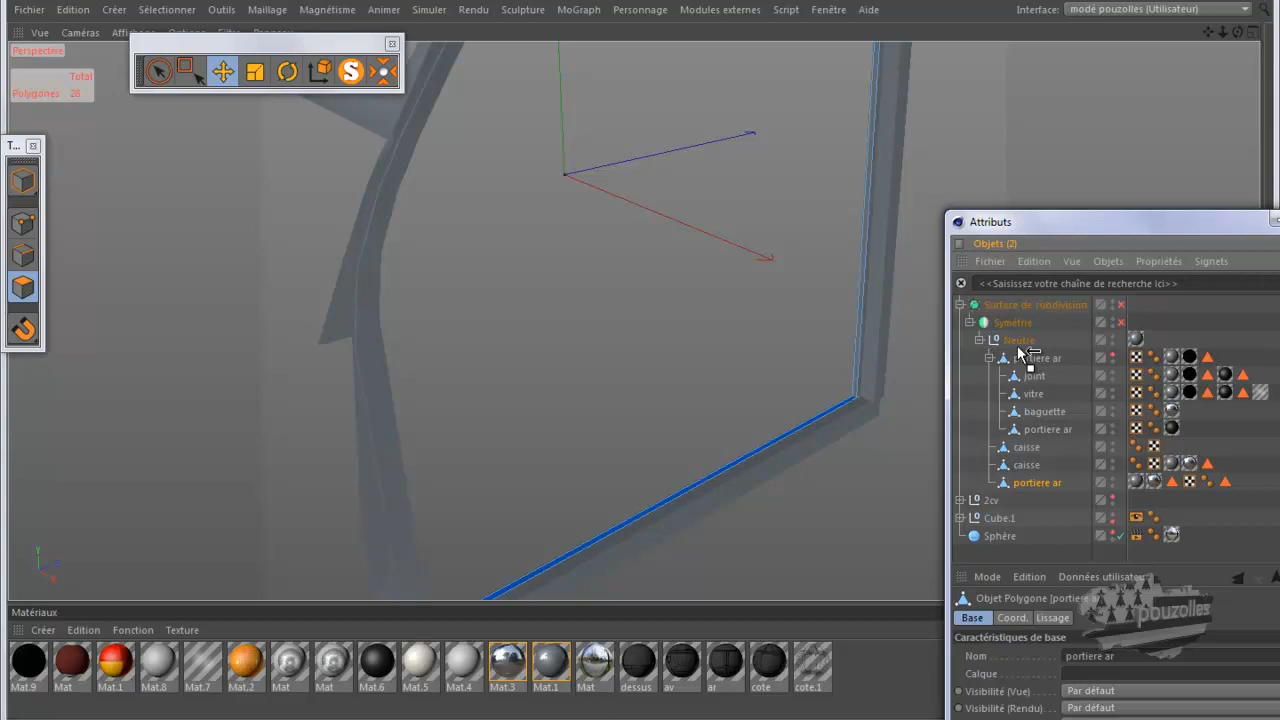 Fichier Edition Créer Sélectionner Outils Maillage Magnétisme Animer Simuler Rendu Sculpture MoGraph Personnage Modules externes Script Fenêtre Aide Interface: modé pouzolles (Utilisateur)
Vue Caméras
Perspective
Total
Polygones 28
T...
Attributs
Objets (2)
Fichier Edition Vue Objets Propriétés Signets
<<Saisissez votre chaîne de recherche ici>>
Surface de subdivision
Symétrie
Neutre
portiere ar
Joint
vitre
baguette
portiere ar
caisse
caisse
portiere ar
2cv
Cube.1
Sphère
Mode Edition Données utilisateur
Objet Polygone [portiere ar
Base Coord. Lissage
Caractéristiques de base
Nom portiere ar
Calque
Visibilité (Vue) Par défaut
Visibilité (Rendu) Par défaut
pouzolles
Y
Z
X
Matériaux
Créer Edition Fonction Texture
Mat.9 Mat Mat.1 Mat.8 Mat.7 Mat.2 Mat Mat Mat.6 Mat.5 Mat.4 Mat.3 Mat.1 Mat dessus av ar cote cote.1